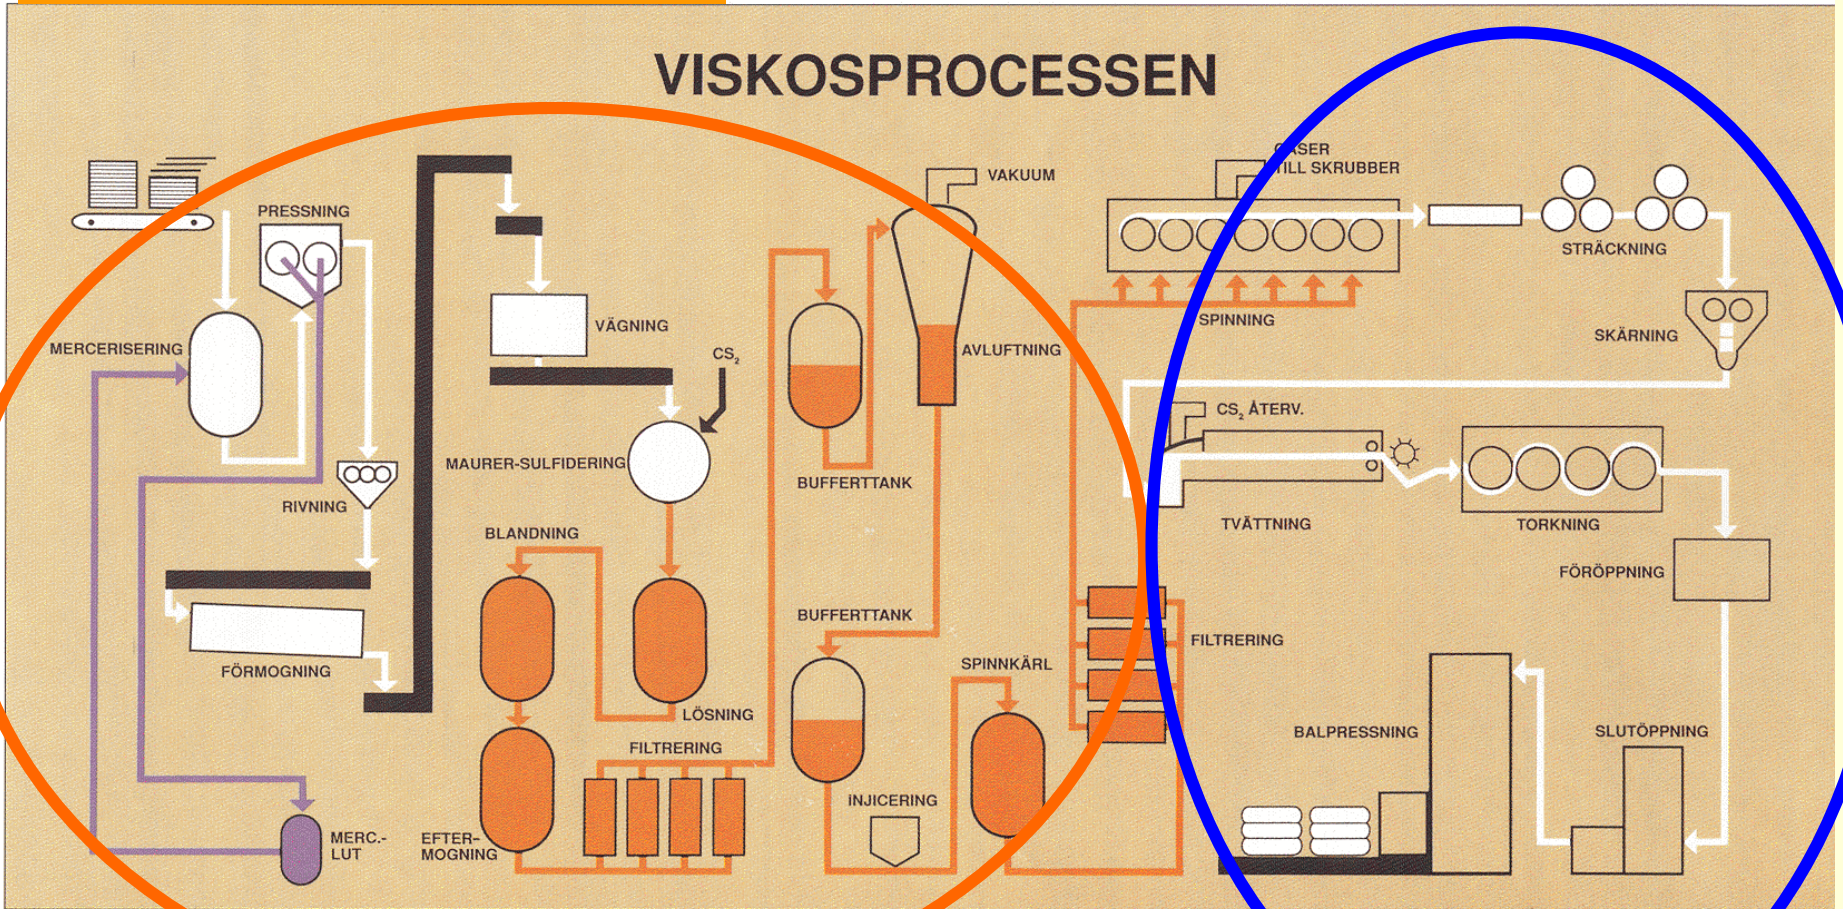 VISKOSPROCESSEN
PRESSNING
MERCERISERING
RIVNING
FÖRMOGNING
MERC.-
LUT
VÄGNING
CS₂
MAURER-SULFIDERING
BLANDNING
LÖSNING
EFTER-
MOGNING
FILTRERING
VAKUUM
AVLUFTNING
BUFFERTTANK
BUFFERTTANK
INJICERING
SPINNKÄRL
FILTRERING
GASER
TILL SKRUBBER
SPINNING
STRÄCKNING
SKÄRNING
CS₂ ÅTERV.
TVÄTTNING
TORKNING
FÖRÖPPNING
SLUTÖPPNING
BALPRESSNING